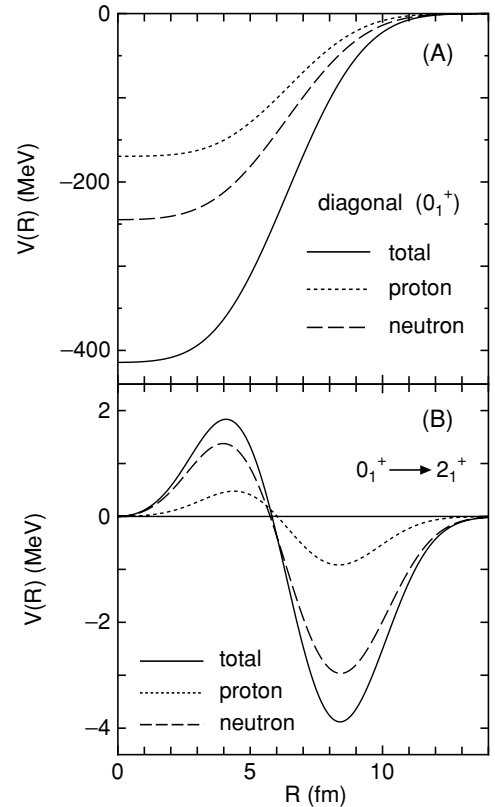 0
(A)
−200
V(R) (MeV)
diagonal (0₁⁺)
total
proton
neutron
−400
2
(B)
0₁⁺ → 2₁⁺
0
V(R) (MeV)
−2
total
proton
neutron
−4
0 5 10
R (fm)